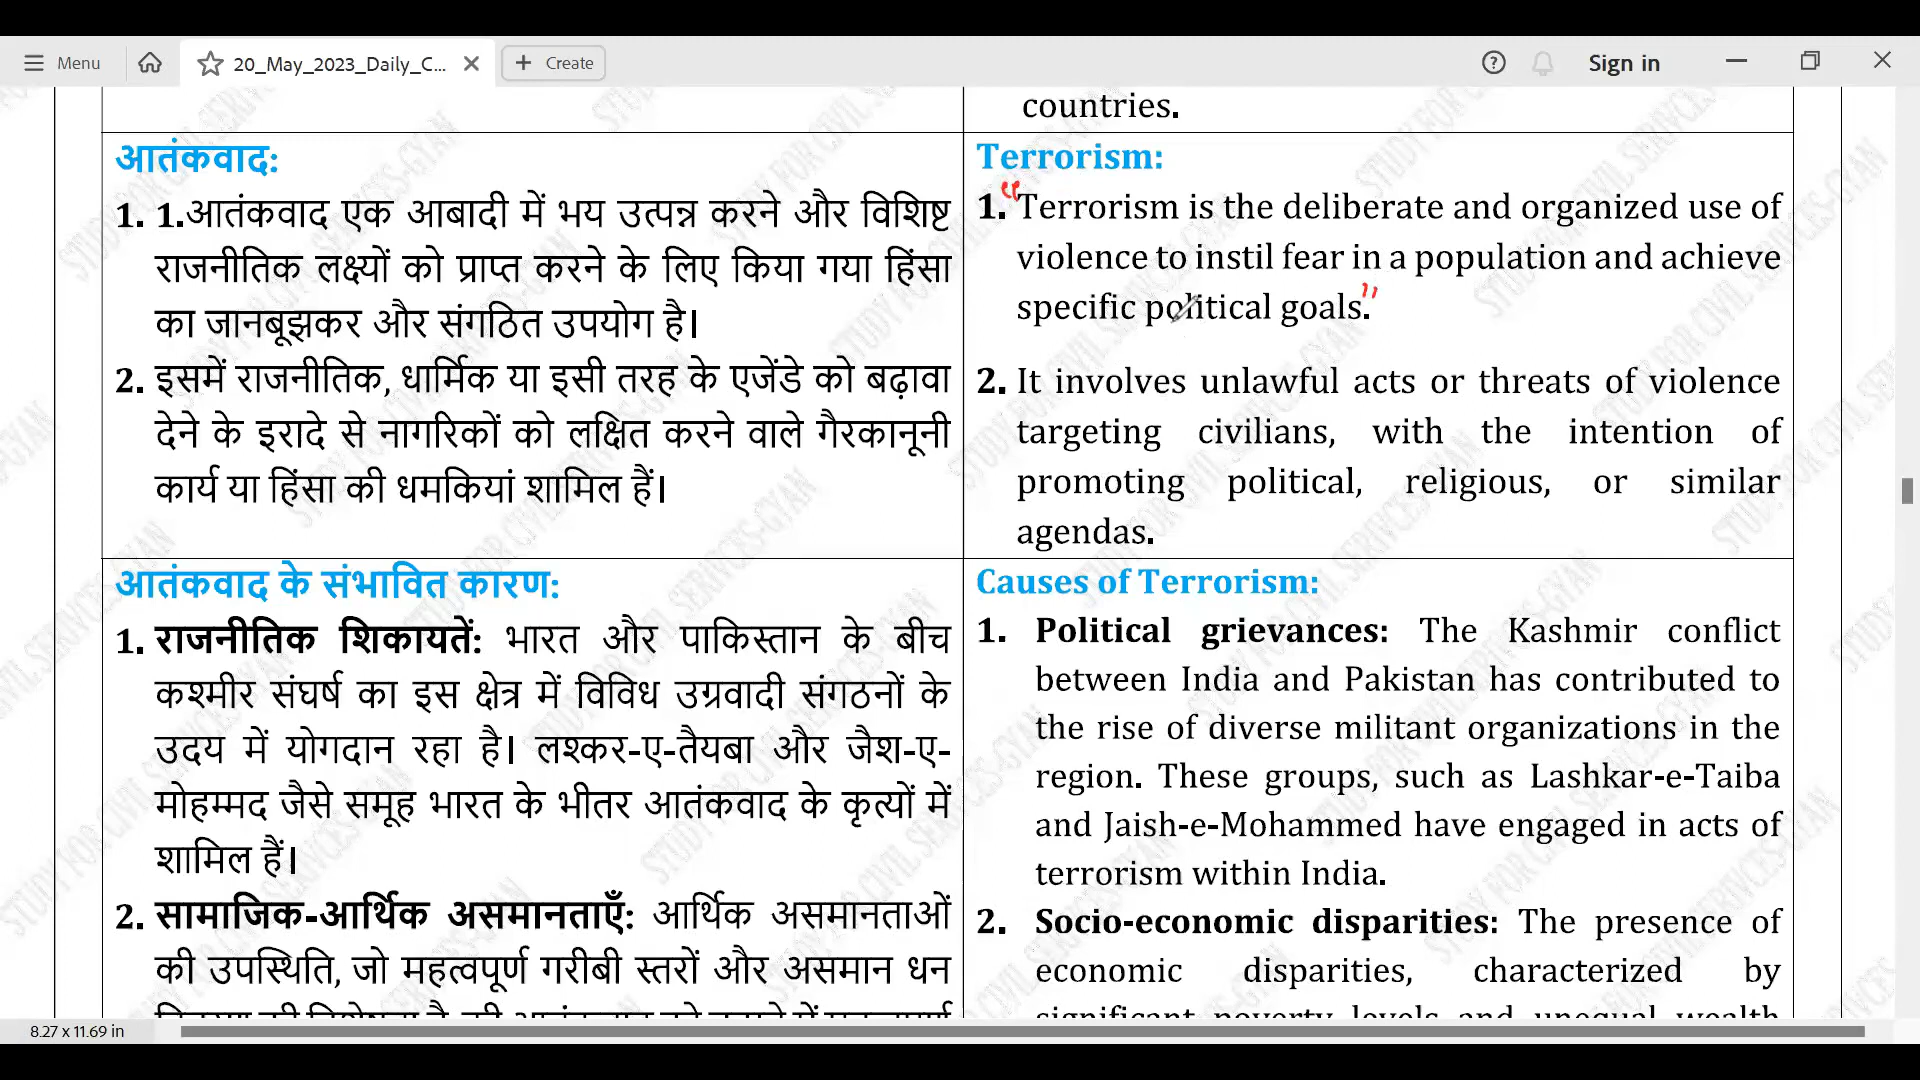 Menu
20_May_2023_Daily_C...
Create
Sign in
countries.
आतंकवाद:
1. 1.आतंकवाद एक आबादी में भय उत्पन्न करने और विशिष्ट
राजनीतिक लक्ष्यों को प्राप्त करने के लिए किया गया हिंसा
का जानबूझकर और संगठित उपयोग है।
2. इसमें राजनीतिक, धार्मिक या इसी तरह के एजेंडे को बढ़ावा
देने के इरादे से नागरिकों को लक्षित करने वाले गैरकानूनी
कार्य या हिंसा की धमकियां शामिल हैं।
Terrorism:
1. "Terrorism is the deliberate and organized use of
violence to instil fear in a population and achieve
specific political goals."
2. It involves unlawful acts or threats of violence
targeting civilians, with the intention of
promoting political, religious, or similar
agendas.
आतंकवाद के संभावित कारण:
1. राजनीतिक शिकायतें: भारत और पाकिस्तान के बीच
कश्मीर संघर्ष का इस क्षेत्र में विविध उग्रवादी संगठनों के
उदय में योगदान रहा है। लश्कर-ए-तैयबा और जैश-ए-
मोहम्मद जैसे समूह भारत के भीतर आतंकवाद के कृत्यों में
शामिल हैं।
2. सामाजिक-आर्थिक असमानताएँ: आर्थिक असमानताओं
की उपस्थिति, जो महत्वपूर्ण गरीबी स्तरों और असमान धन
Causes of Terrorism:
1. Political grievances: The Kashmir conflict
between India and Pakistan has contributed to
the rise of diverse militant organizations in the
region. These groups, such as Lashkar-e-Taiba
and Jaish-e-Mohammed have engaged in acts of
terrorism within India.
2. Socio-economic disparities: The presence of
economic disparities, characterized by
significant poverty levels and unequal wealth
8.27 x 11.69 in